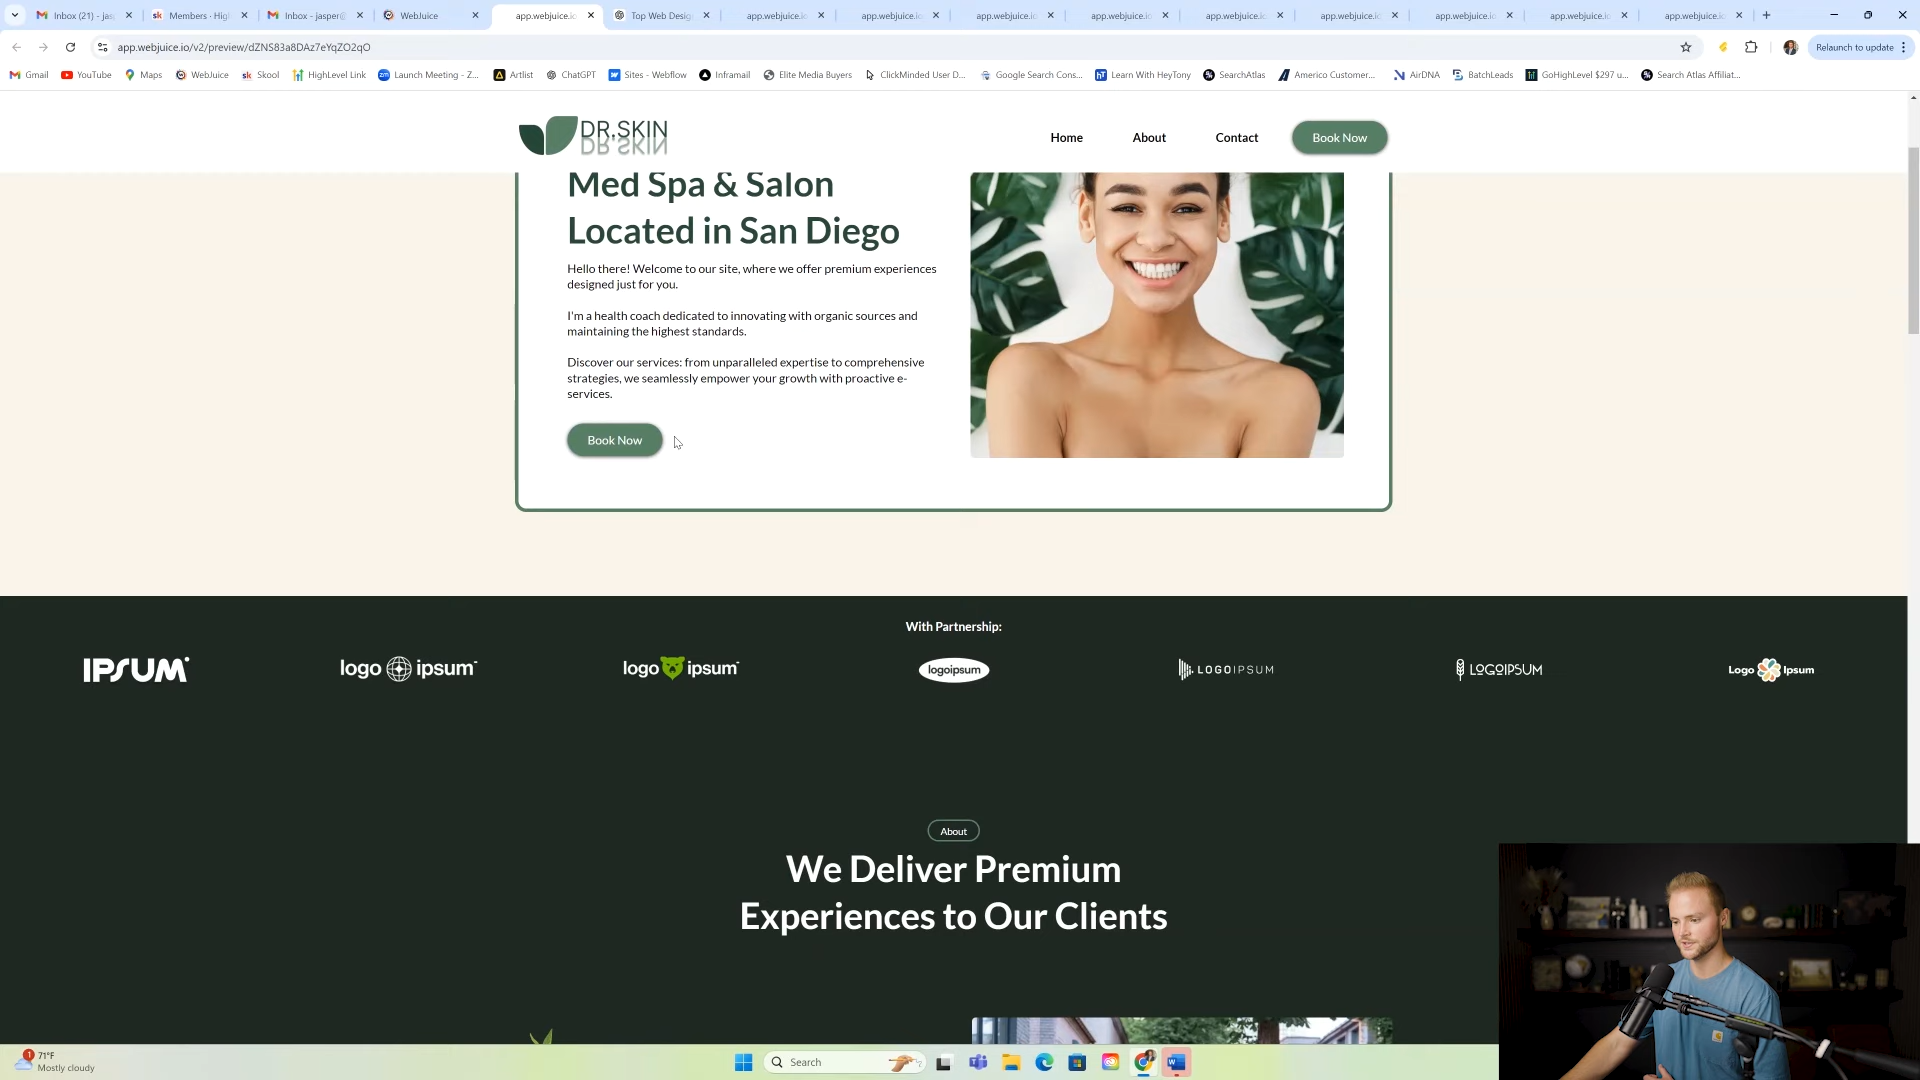 Inbox (21) - jas
Members · High
Inbox - jasper@
WebJuice
app.webjuice.io
Top Web Desig
app.webjuice.io
app.webjuice.io
app.webjuice.io
app.webjuice.io
app.webjuice.io
app.webjuice.io
app.webjuice.io
app.webjuice.io
app.webjuice.io
app.webjuice.io/v2/preview/dZNS83a8DAz7eYqZO2qO
Relaunch to update
Gmail
YouTube
Maps
WebJuice
Skool
HighLevel Link
Launch Meeting - Z...
Artlist
ChatGPT
Sites - Webflow
Inframail
Elite Media Buyers
ClickMinded User D...
Google Search Cons...
Learn With HeyTony
SearchAtlas
Americo Customer...
AirDNA
BatchLeads
GoHighLevel $297 u...
Search Atlas Affiliat...
DR.SKIN
Home
About
Contact
Book Now
Med Spa & Salon
Located in San Diego
Hello there! Welcome to our site, where we offer premium experiences
designed just for you.
I'm a health coach dedicated to innovating with organic sources and
maintaining the highest standards.
Discover our services: from unparalleled expertise to comprehensive
strategies, we seamlessly empower your growth with proactive e-
services.
Book Now
With Partnership:
IPSUM
logo ipsum
logo ipsum
logoipsum
LOGOIPSUM
LOGOIPSUM
Logo Ipsum
About
We Deliver Premium
Experiences to Our Clients
1
71°F
Mostly cloudy
Search